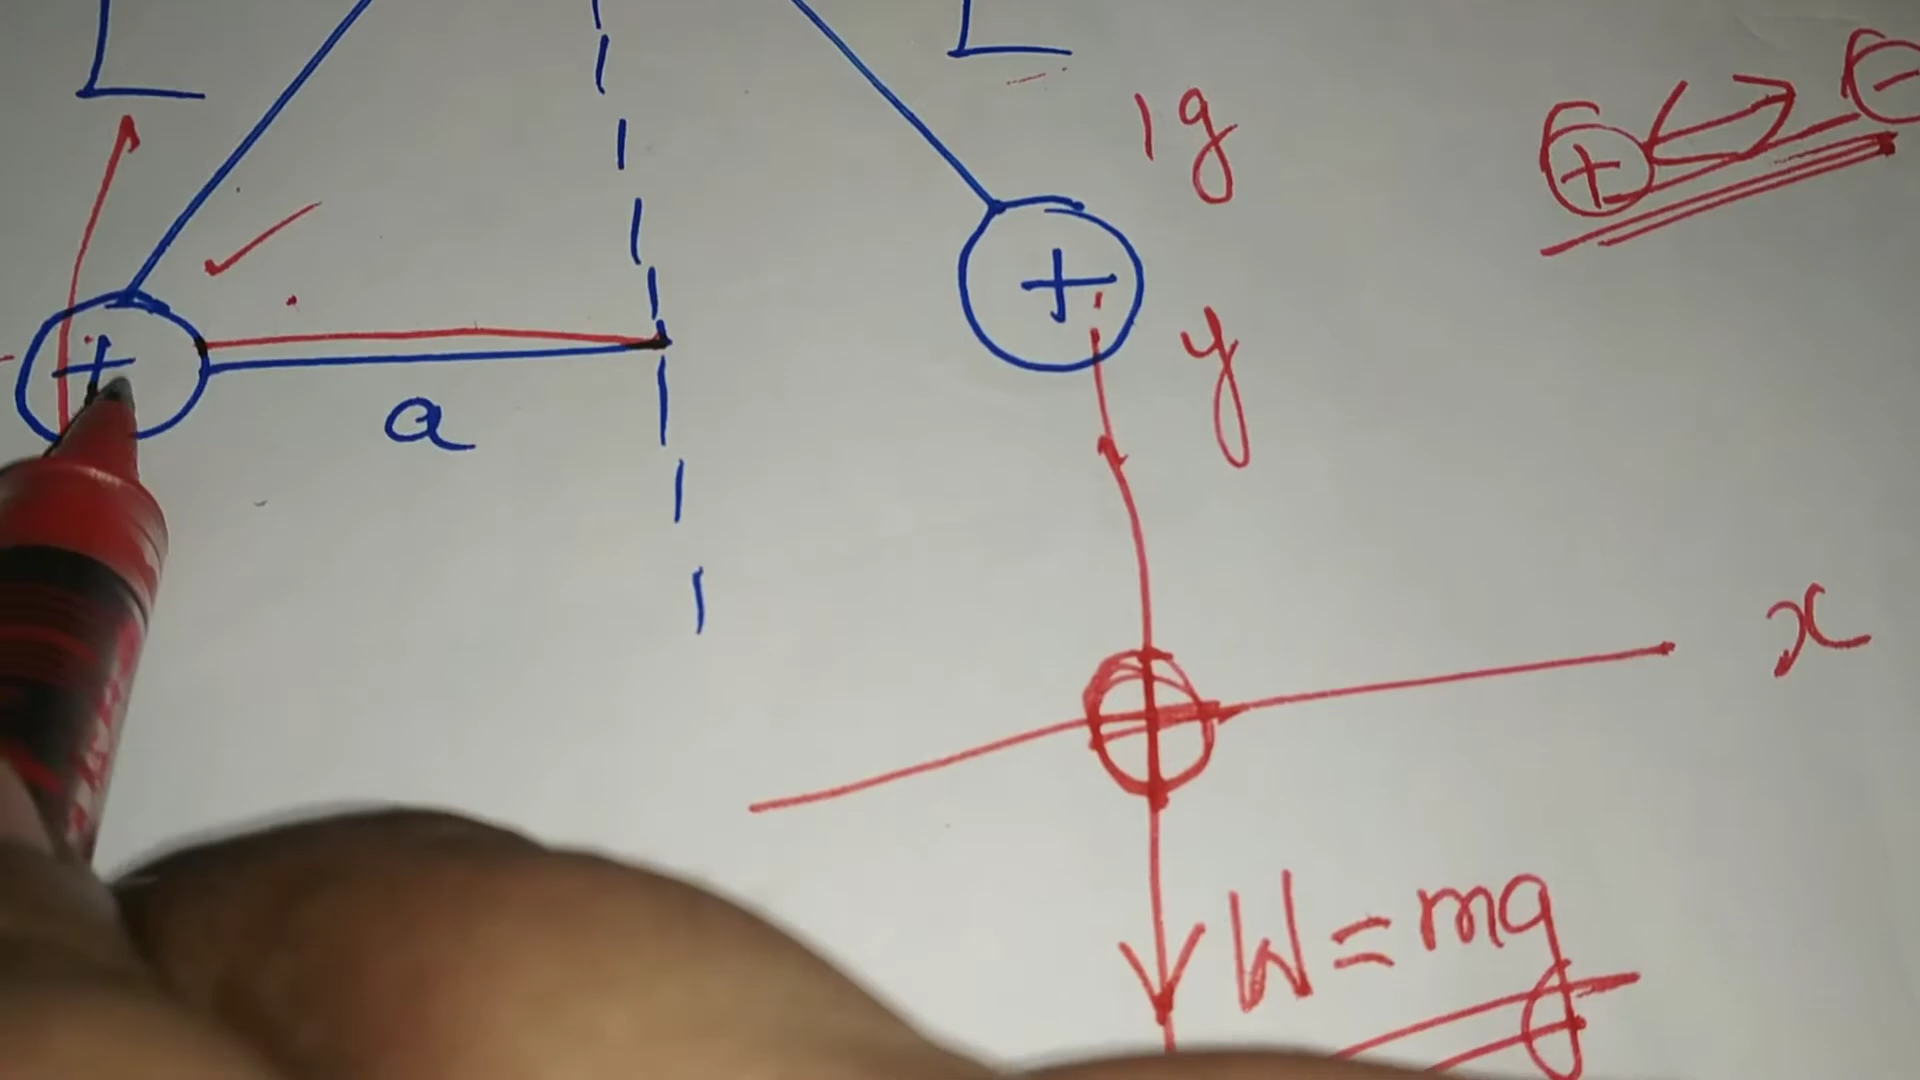 L
L
1g
+
-
+
+
y
a
x
W = mg